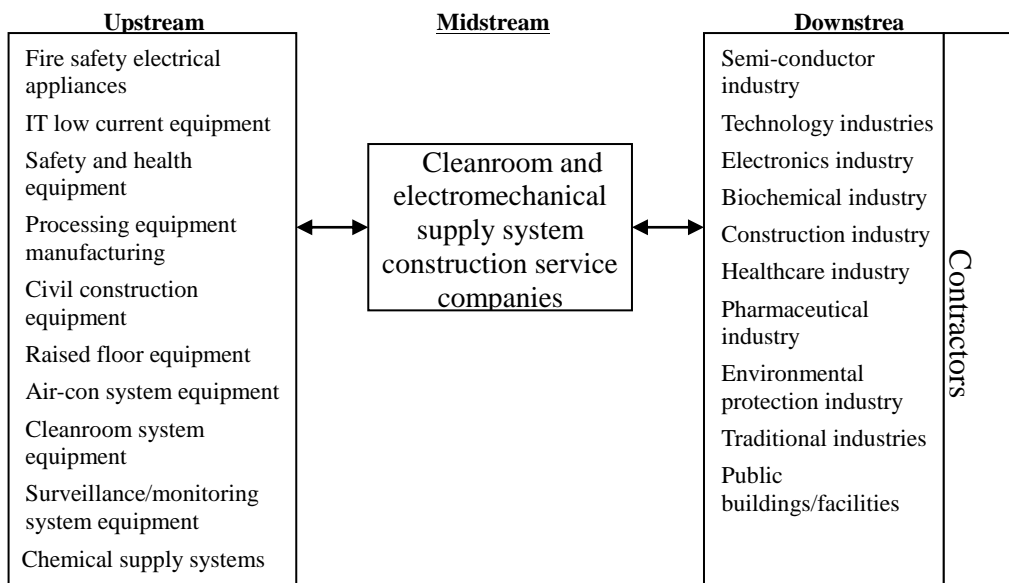 Upstream
Fire safety electrical
appliances
IT low current equipment
Safety and health
equipment
Processing equipment
manufacturing
Civil construction
equipment
Raised floor equipment
Air-con system equipment
Cleanroom system
equipment
Surveillance/monitoring
system equipment
Chemical supply systems
Midstream
Cleanroom and
electromechanical
supply system
construction service
companies
Downstrea
Semi-conductor
industry
Technology industries
Electronics industry
Biochemical industry
Construction industry
Healthcare industry
Pharmaceutical
industry
Environmental
protection industry
Traditional industries
Public
buildings/facilities
Contractors